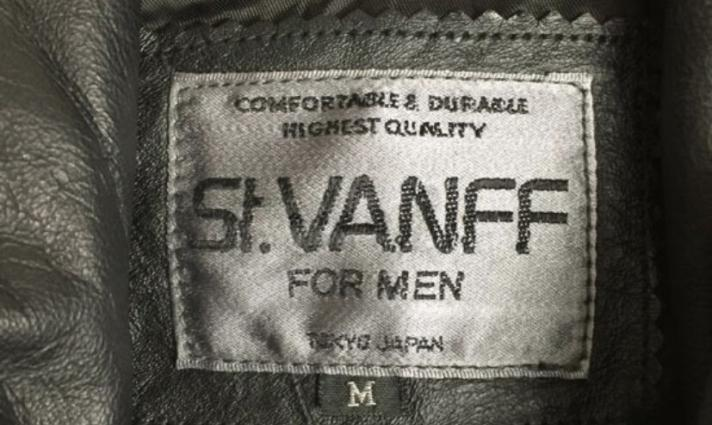 COMFORTABLE & DURABLE
HIGHEST QUALITY
St.VANFF
FOR MEN
TOKYO JAPAN
M